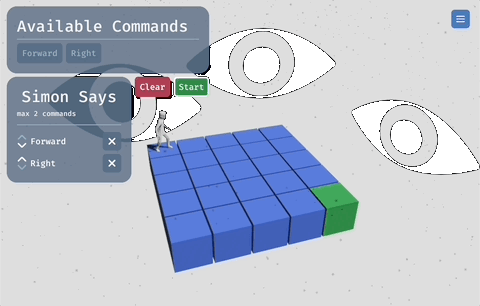 Available Commands
Forward Right
Clear Start
Simon Says
max 2 commands
Forward
Right